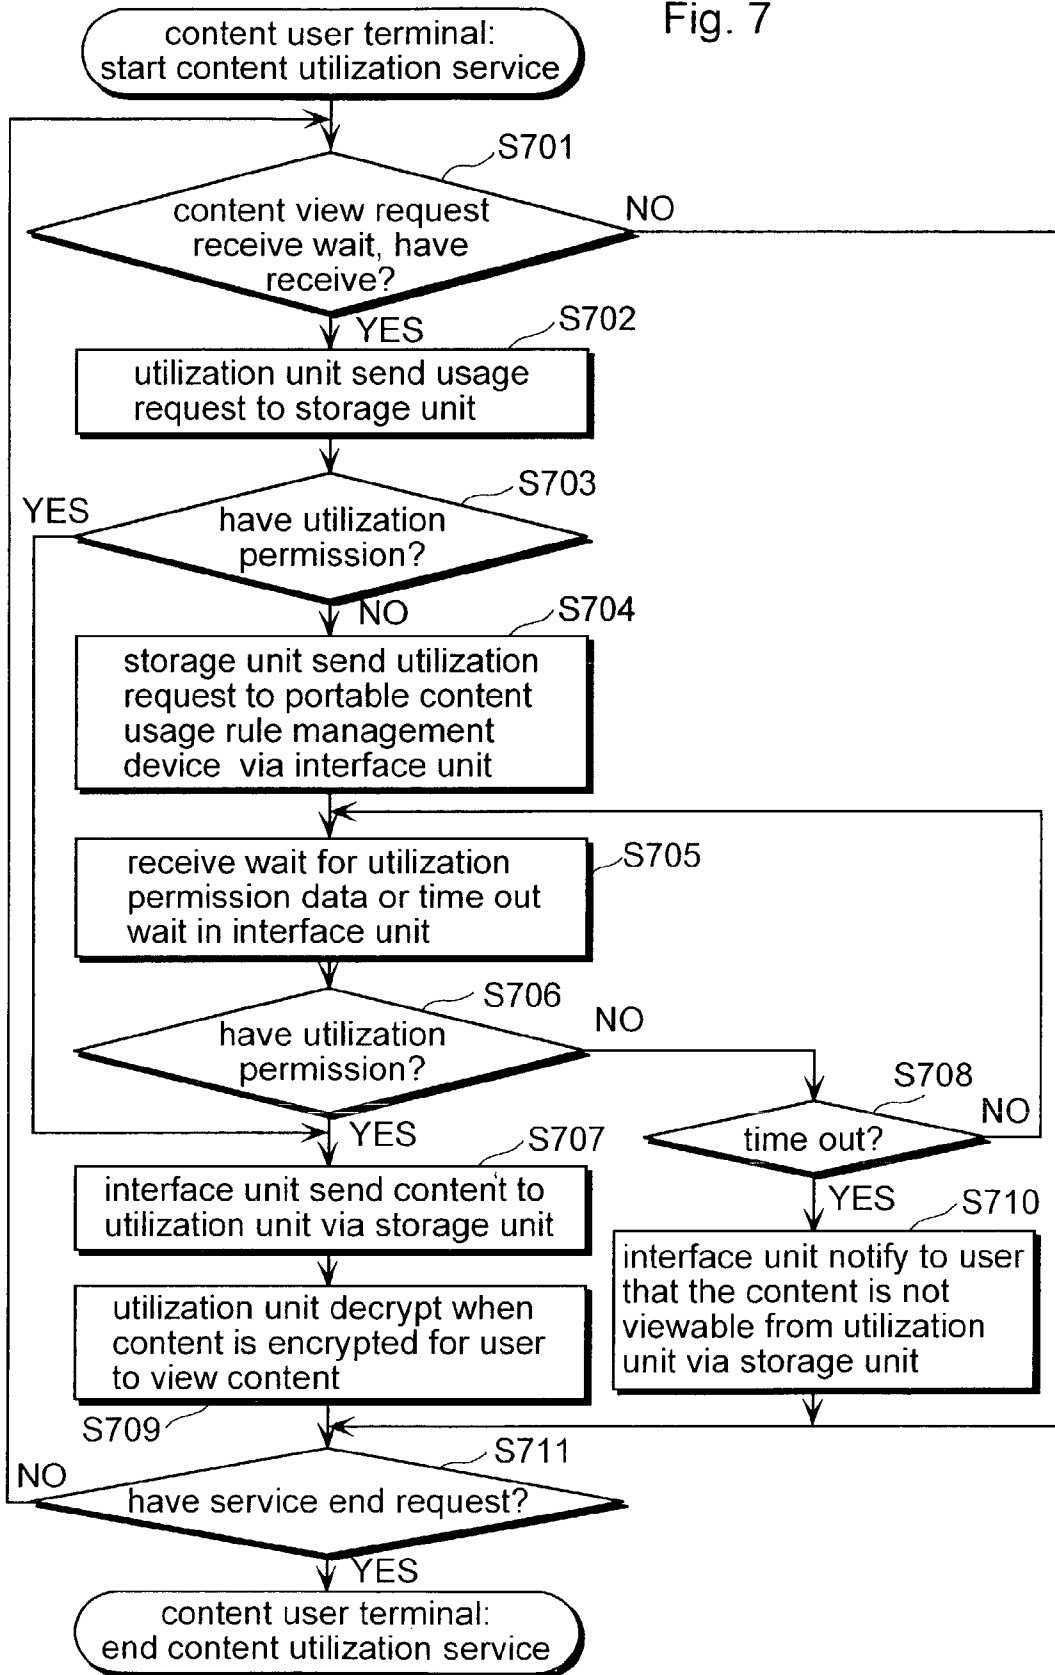 Fig. 7
content user terminal:
start content utilization service
S701
content view request
receive wait, have
receive?
NO
YES
S702
utilization unit send usage
request to storage unit
S703
YES
have utilization
permission?
NO
S704
storage unit send utilization
request to portable content
usage rule management
device via interface unit
S705
receive wait for utilization
permission data or time out
wait in interface unit
S706
have utilization
permission?
NO
S708
time out?
NO
YES
YES
S707
interface unit send content to
utilization unit via storage unit
S710
interface unit notify to user
that the content is not
viewable from utilization
unit via storage unit
utilization unit decrypt when
content is encrypted for user
to view content
S709
S711
NO
have service end request?
YES
content user terminal:
end content utilization service